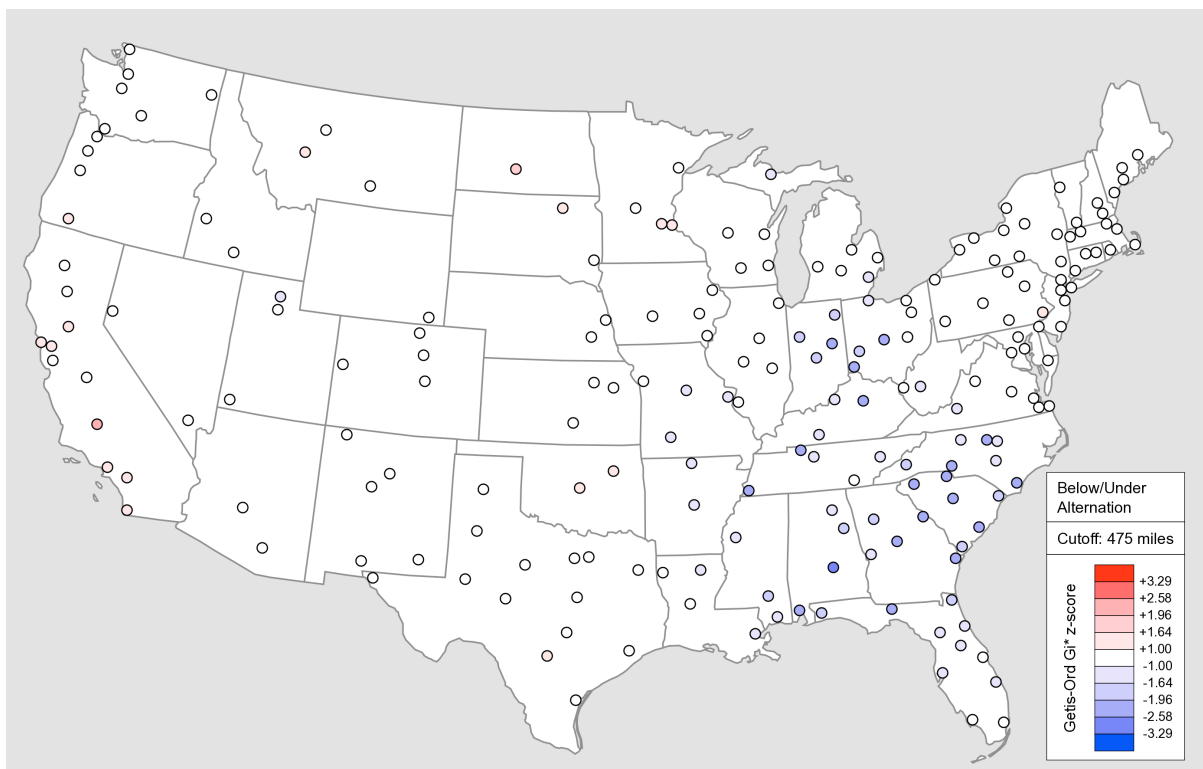 Below/Under
Alternation
Cutoff: 475 miles
Getis-Ord Gi* z-score
+3.29
+2.58
+1.96
+1.64
+1.00
-1.00
-1.64
-1.96
-2.58
-3.29